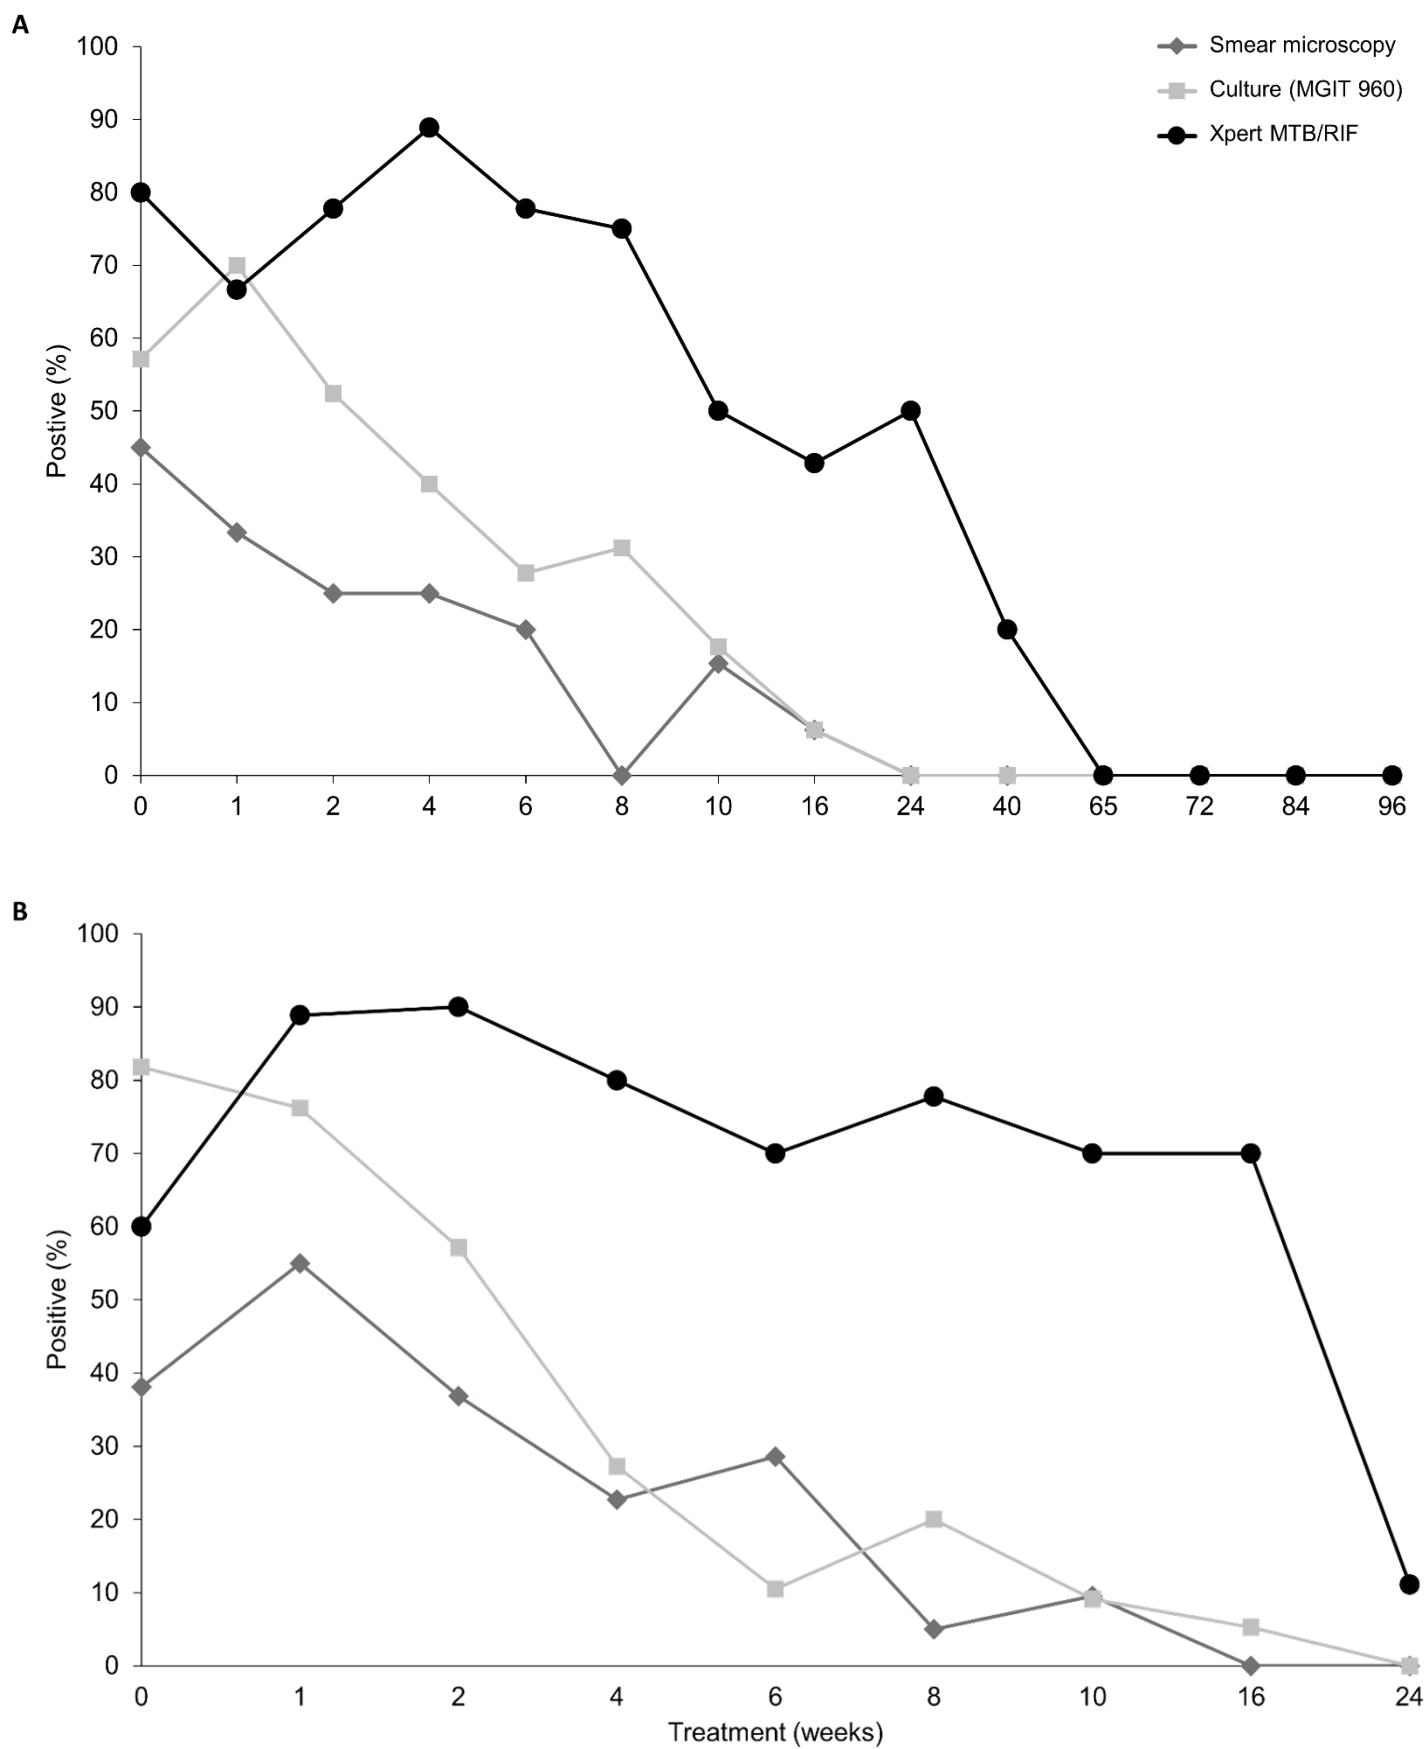 A
Smear microscopy
Culture (MGIT 960)
Xpert MTB/RIF
100
90
80
70
60
50
40
30
20
10
0
Postive (%)
0 1 2 4 6 8 10 16 24 40 65 72 84 96
B
100
90
80
70
60
50
40
30
20
10
0
Positive (%)
0 1 2 4 6 8 10 16 24
Treatment (weeks)